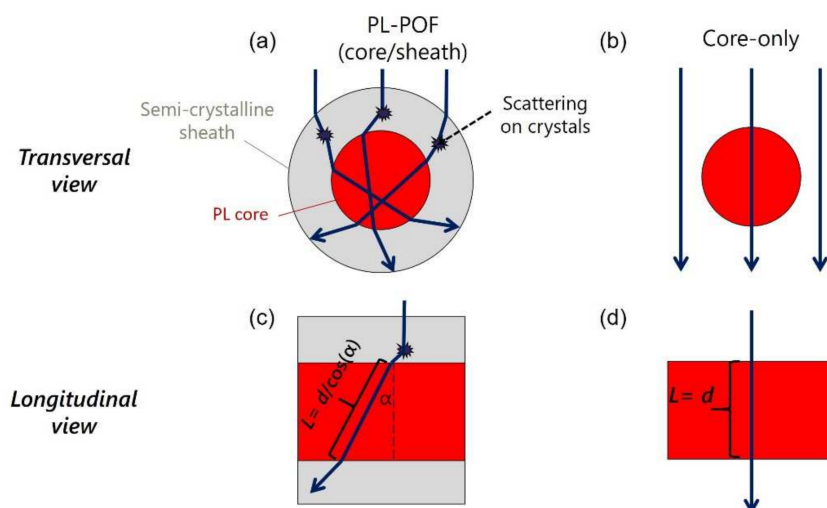 (a)
PL-POF
(core/sheath)
(b)
Core-only
Semi-crystalline
sheath
Scattering
on crystals
Transversal
view
PL core
(c)
(d)
Longitudinal
view
L= d/cos(α)
α
L= d